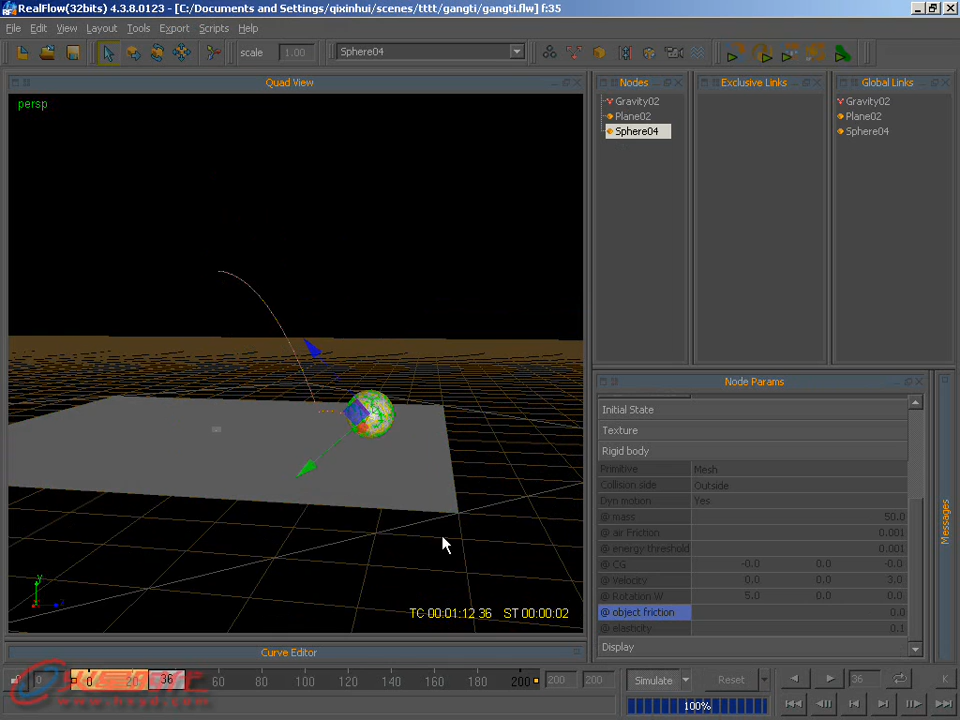 RealFlow(32bits) 4.3.8.0123 - [C:/Documents and Settings/qixinhui/scenes/tttt/gangti/gangti.flw] f:35
File Edit View Layout Tools Export Scripts Help
scale 1.00 Sphere04
Quad View
persp
TC 00:01:12 36 ST 00:00:02
Curve Editor
Nodes
Gravity02
Plane02
Sphere04
Exclusive Links
Global Links
Gravity02
Plane02
Sphere04
Node Params
Initial State
Texture
Rigid body
Primitive Mesh
Collision side Outside
Dyn motion Yes
@ mass 50.0
@ air Friction 0.001
@ energy threshold 0.001
@ CG -0.0 0.0 -0.0
@ Velocity 0.0 0.0 3.0
@ Rotation W 5.0 0.0 0.0
@ object friction 0.0
@ elasticity 0.1
Display
Messages
0 0 20 36 60 80 100 120 140 160 180 200 200 200
Simulate Reset 36 K
100%